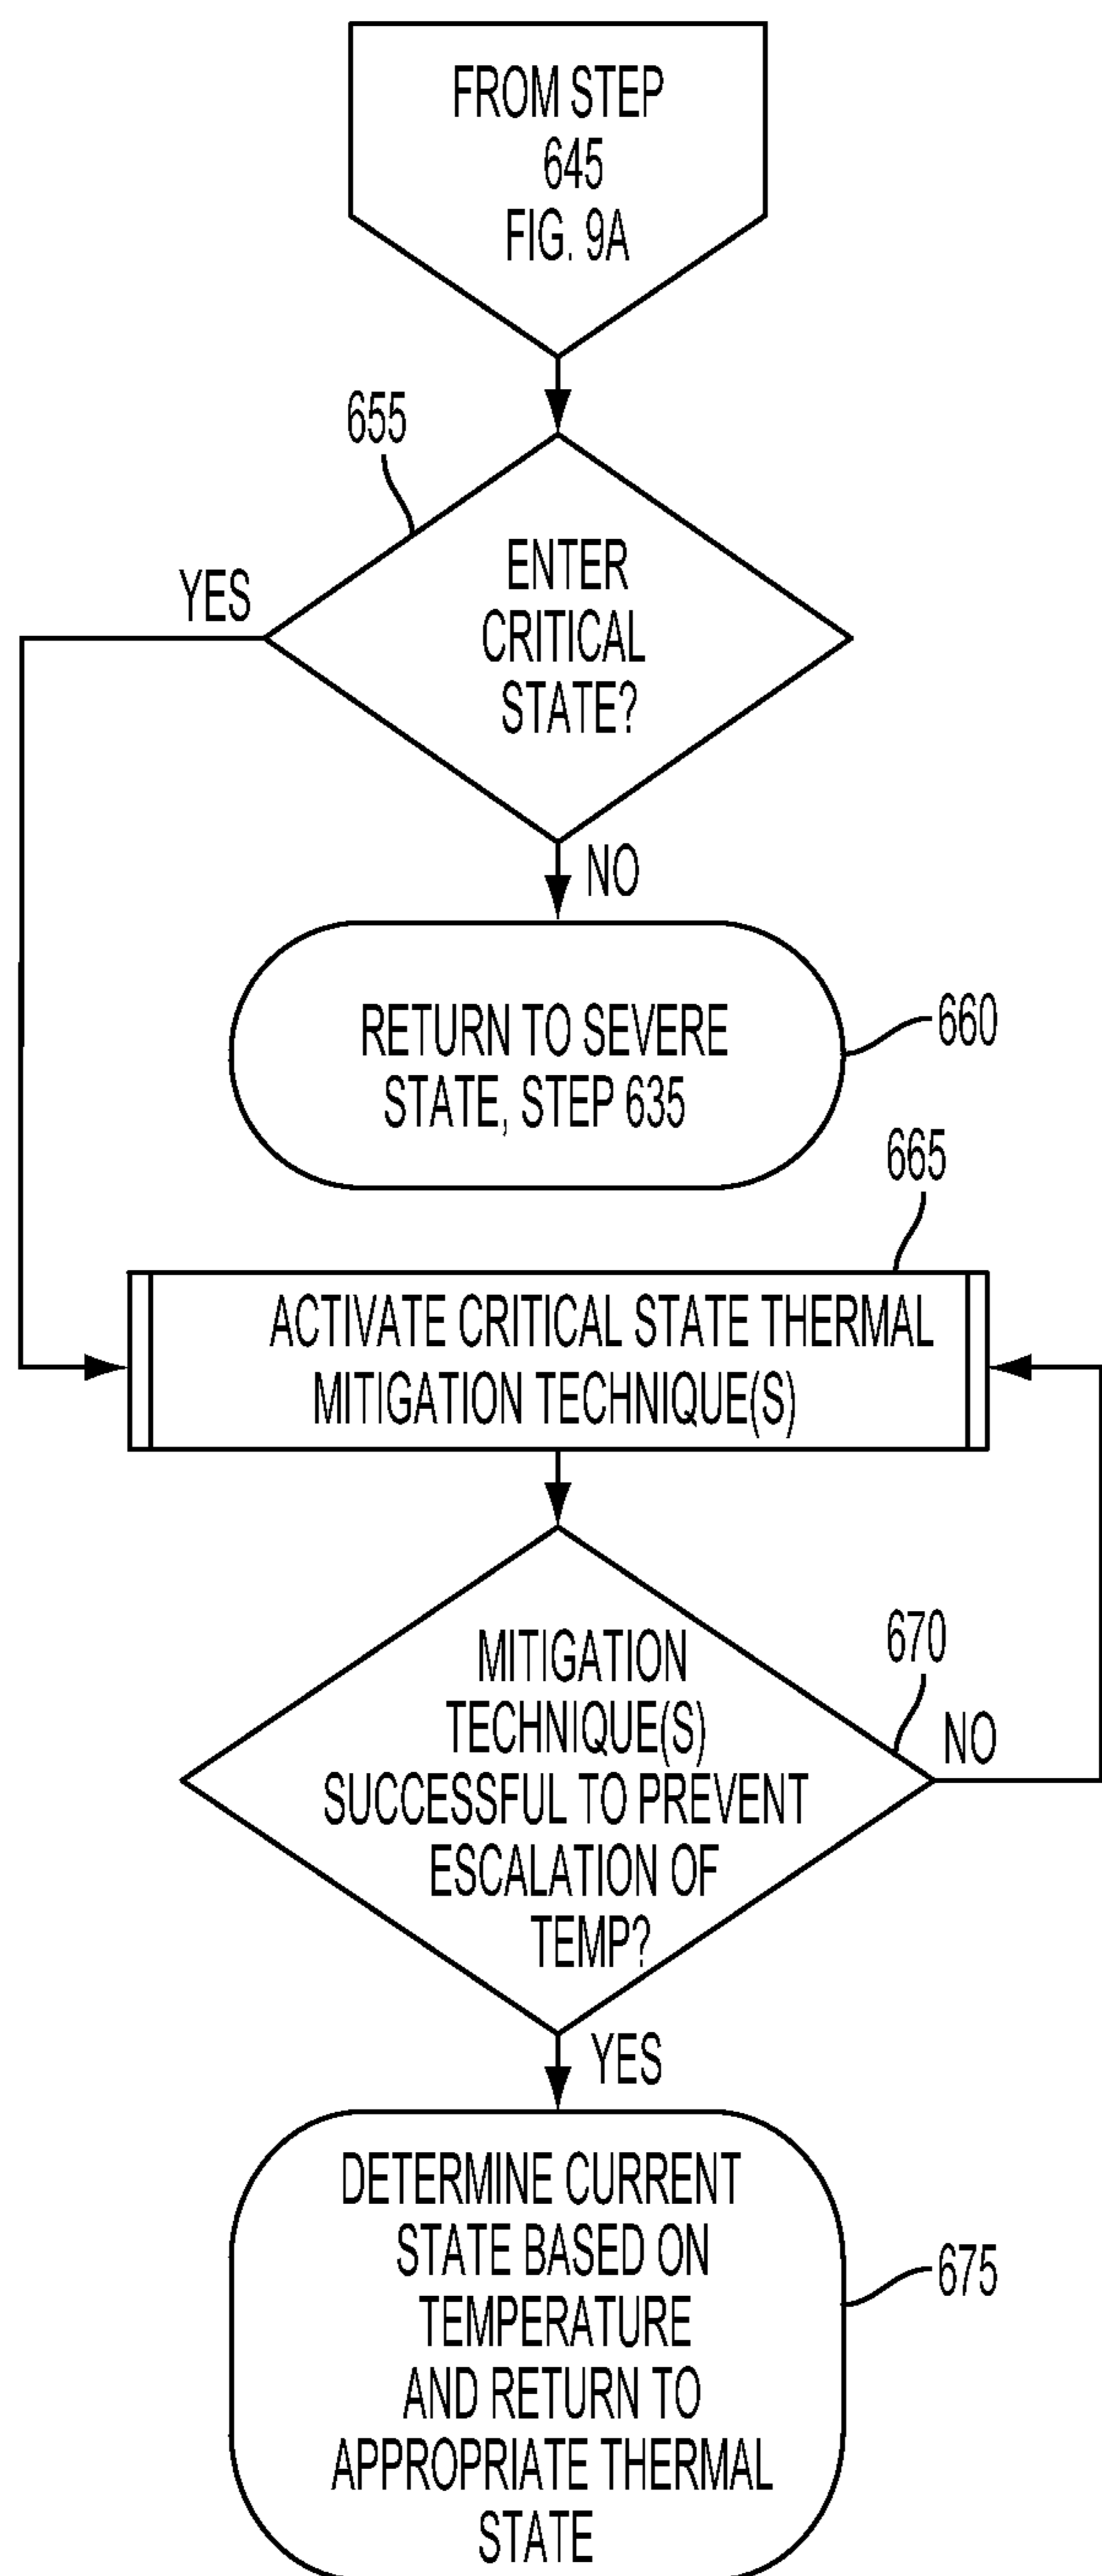 FROM STEP
645
FIG. 9A
655
YES
ENTER
CRITICAL
STATE?
NO
RETURN TO SEVERE
STATE, STEP 635
660
665
ACTIVATE CRITICAL STATE THERMAL
MITIGATION TECHNIQUE(S)
670
MITIGATION
TECHNIQUE(S)
SUCCESSFUL TO PREVENT
ESCALATION OF
TEMP?
NO
YES
DETERMINE CURRENT
STATE BASED ON
TEMPERATURE
AND RETURN TO
APPROPRIATE THERMAL
STATE
675